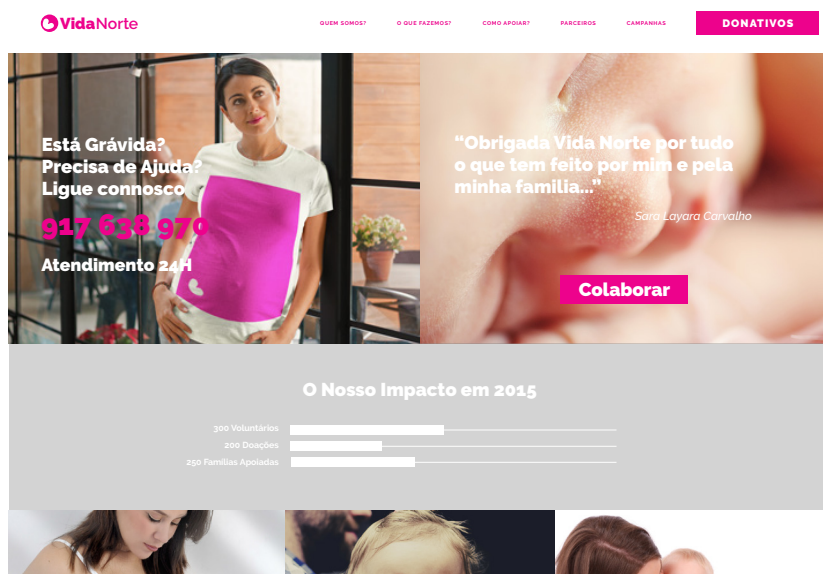 VidaNorte
QUEM SOMOS?
O QUE FAZEMOS?
COMO APOIAR?
PARCEIROS
CAMPANHAS
DONATIVOS
Está Grávida?
Precisa de Ajuda?
Ligue connosco
917 638 970
Atendimento 24H
“Obrigada Vida Norte por tudo
o que tem feito por mim e pela
minha familia...”
Sara Layara Carvalho
Colaborar
O Nosso Impacto em 2015
300 Voluntários
200 Doações
250 Famílias Apoiadas